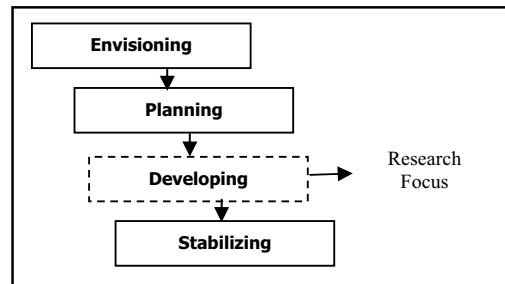 Envisioning
Planning
Developing
Research
Focus
Stabilizing